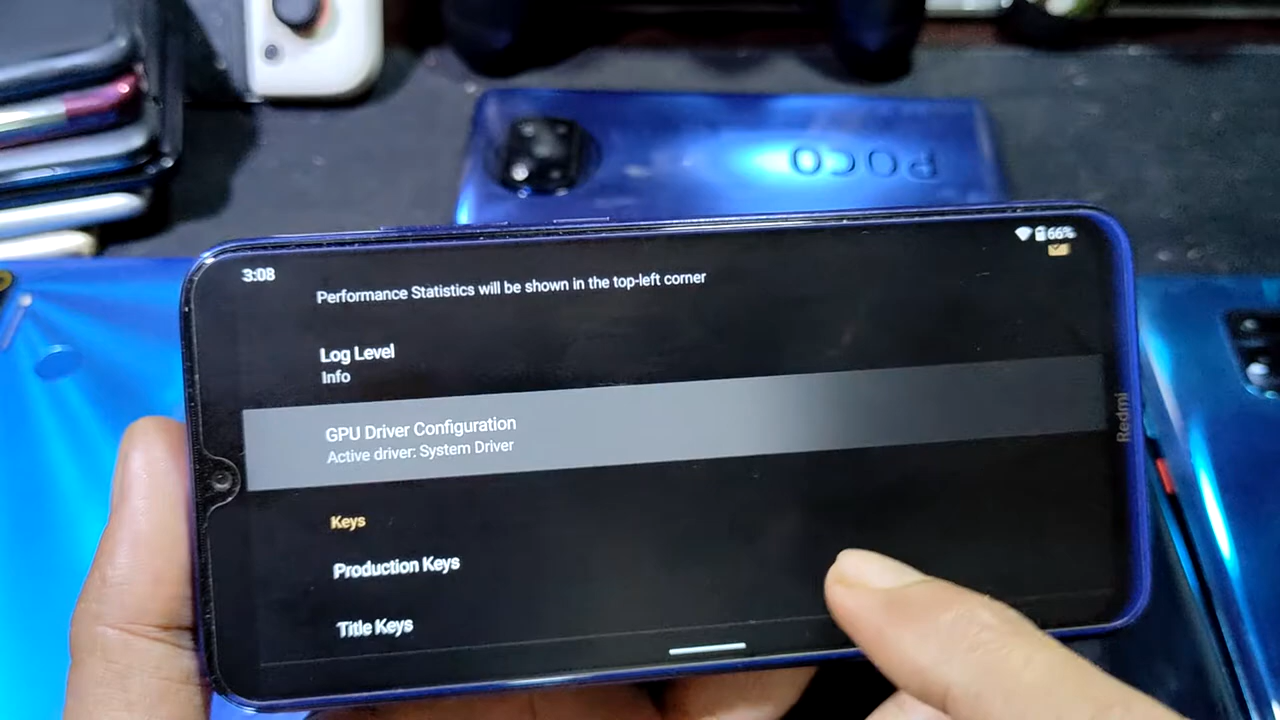 POCO
3:08
66%
Performance Statistics will be shown in the top-left corner
Log Level
Info
GPU Driver Configuration
Active driver: System Driver
Redmi
Keys
Production Keys
Title Keys